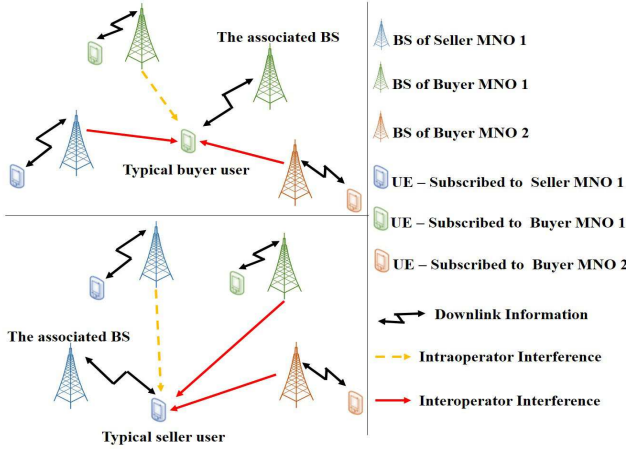 The associated BS
Typical buyer user
The associated BS
Typical seller user
BS of Seller MNO 1
BS of Buyer MNO 1
BS of Buyer MNO 2
UE – Subscribed to Seller MNO 1
UE – Subscribed to Buyer MNO 1
UE – Subscribed to Buyer MNO 2
Downlink Information
Intraoperator Interference
Interoperator Interference